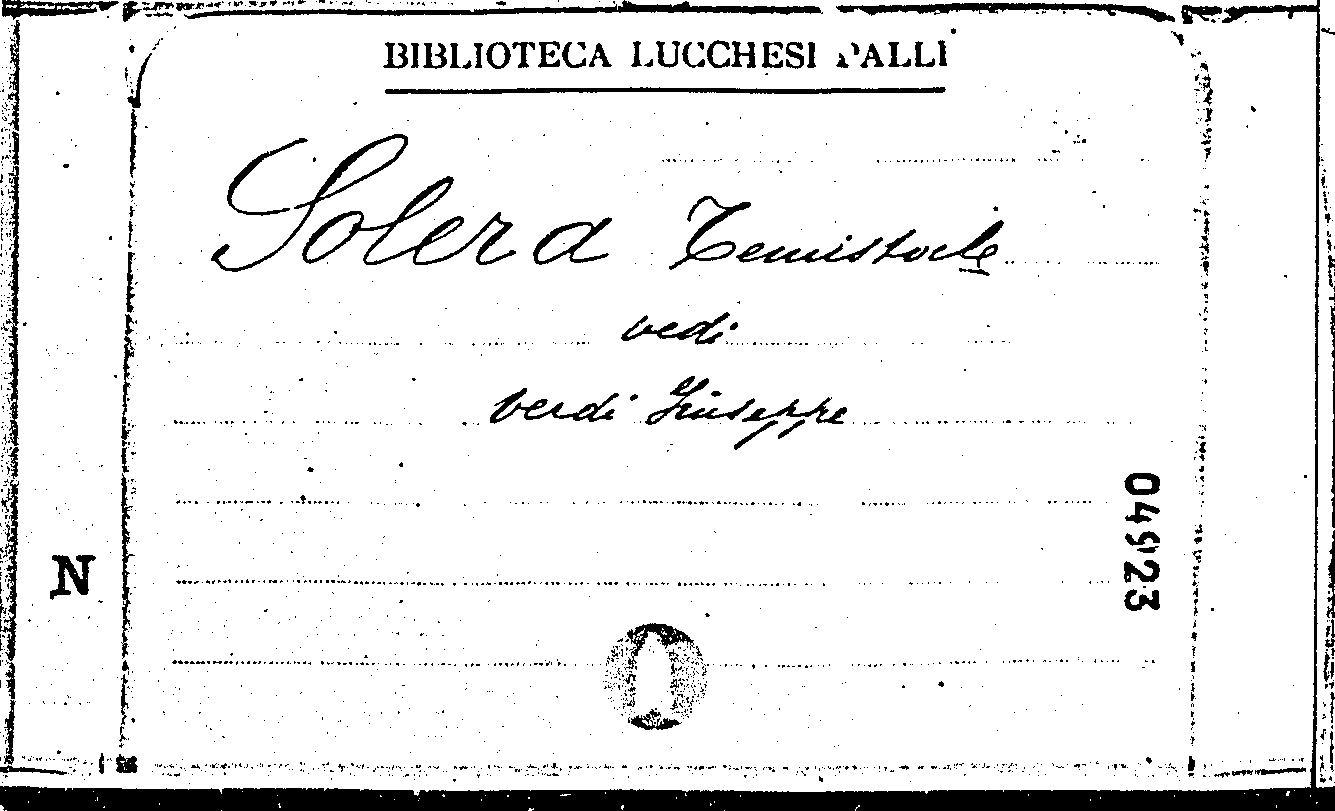 BIBLIOTECA LUCCHESI PALLI
Solera Temistocle
vedi
Verdi Giuseppe
04923
N